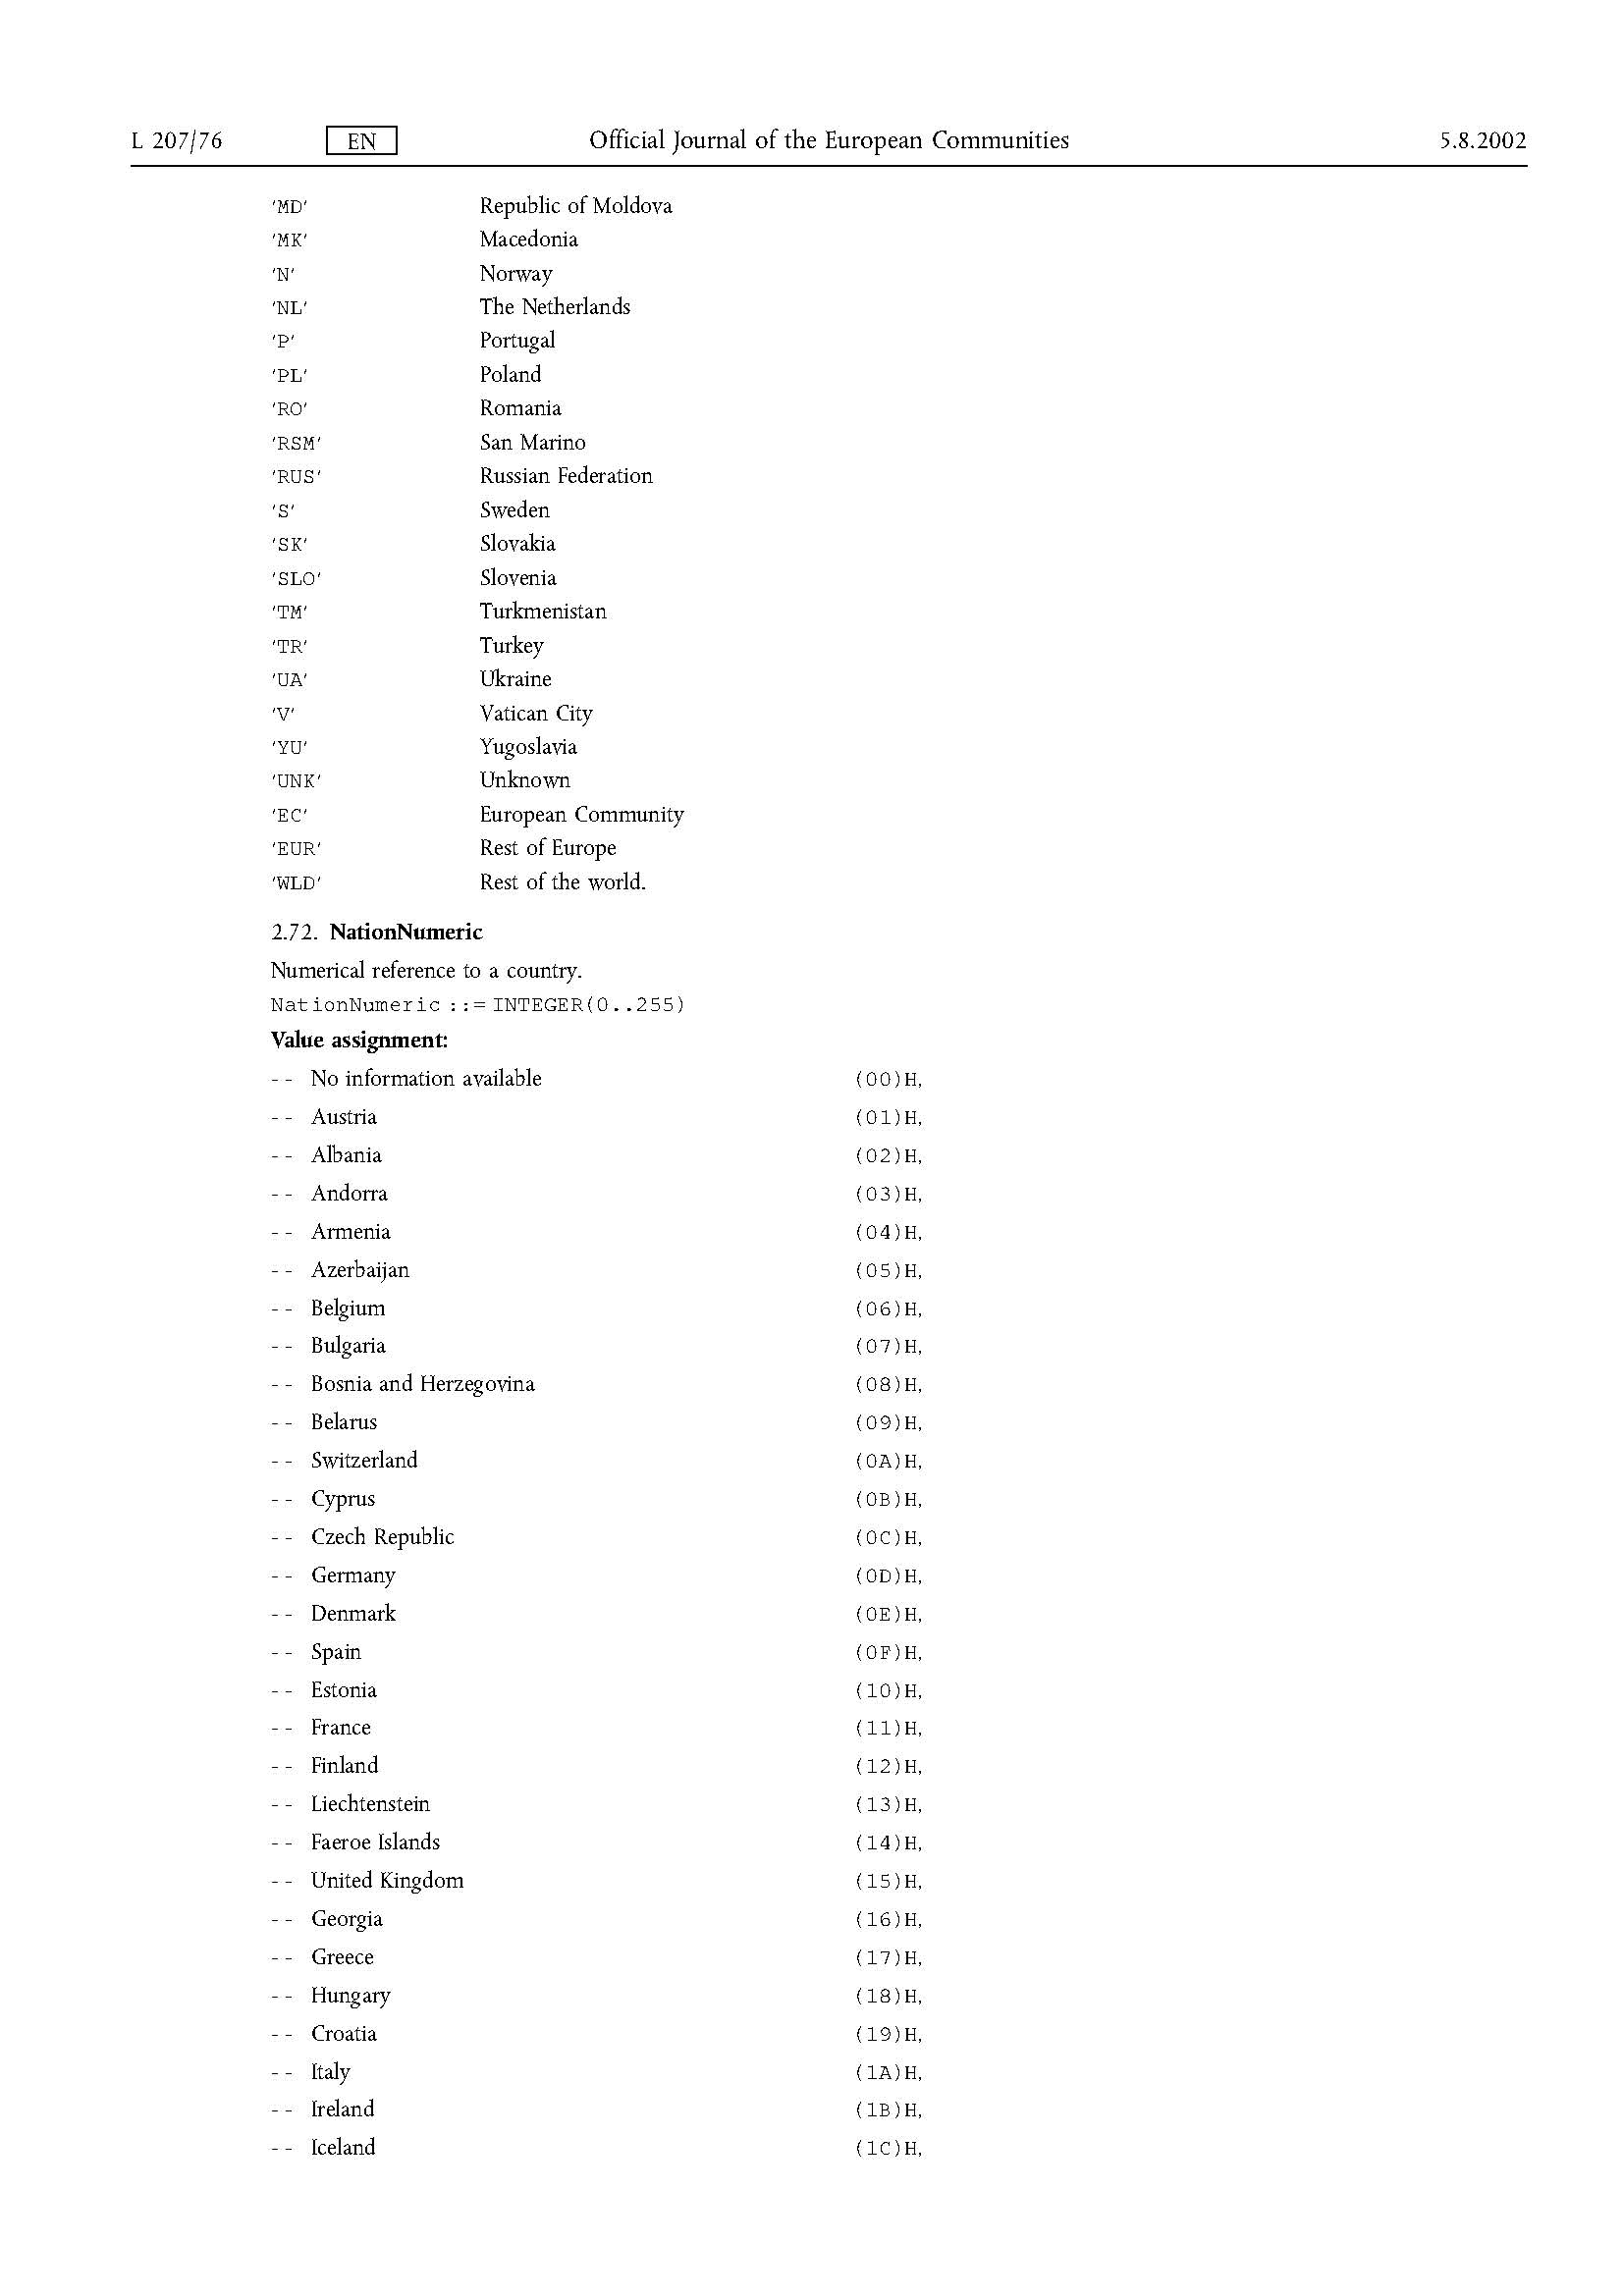 L 207/76 EN Official Journal of the European Communities 5.8.2002
'MD' Republic of Moldova
'MK' Macedonia
'N' Norway
'NL' The Netherlands
'P' Portugal
'PL' Poland
'RO' Romania
'RSM' San Marino
'RUS' Russian Federation
'S' Sweden
'SK' Slovakia
'SLO' Slovenia
'TM' Turkmenistan
'TR' Turkey
'UA' Ukraine
'V' Vatican City
'YU' Yugoslavia
'UNK' Unknown
'EC' European Community
'EUR' Rest of Europe
'WLD' Rest of the world.
2.72. NationNumeric
Numerical reference to a country.
NationNumeric ::= INTEGER(0..255)
Value assignment:
-- No information available (00)H,
-- Austria (01)H,
-- Albania (02)H,
-- Andorra (03)H,
-- Armenia (04)H,
-- Azerbaijan (05)H,
-- Belgium (06)H,
-- Bulgaria (07)H,
-- Bosnia and Herzegovina (08)H,
-- Belarus (09)H,
-- Switzerland (0A)H,
-- Cyprus (0B)H,
-- Czech Republic (0C)H,
-- Germany (0D)H,
-- Denmark (0E)H,
-- Spain (0F)H,
-- Estonia (10)H,
-- France (11)H,
-- Finland (12)H,
-- Liechtenstein (13)H,
-- Faeroe Islands (14)H,
-- United Kingdom (15)H,
-- Georgia (16)H,
-- Greece (17)H,
-- Hungary (18)H,
-- Croatia (19)H,
-- Italy (1A)H,
-- Ireland (1B)H,
-- Iceland (1C)H,